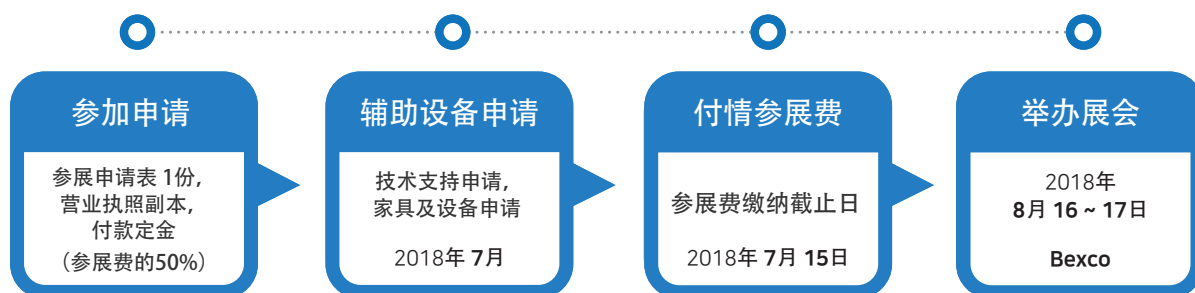 参加申请
参展申请表 1份,
营业执照副本,
付款定金
（参展费的50%）
辅助设备申请
技术支持申请,
家具及设备申请
2018年 7月
付情参展费
参展费缴纳截止日
2018年 7月 15日
举办展会
2018年
8月 16 ~ 17日
Bexco